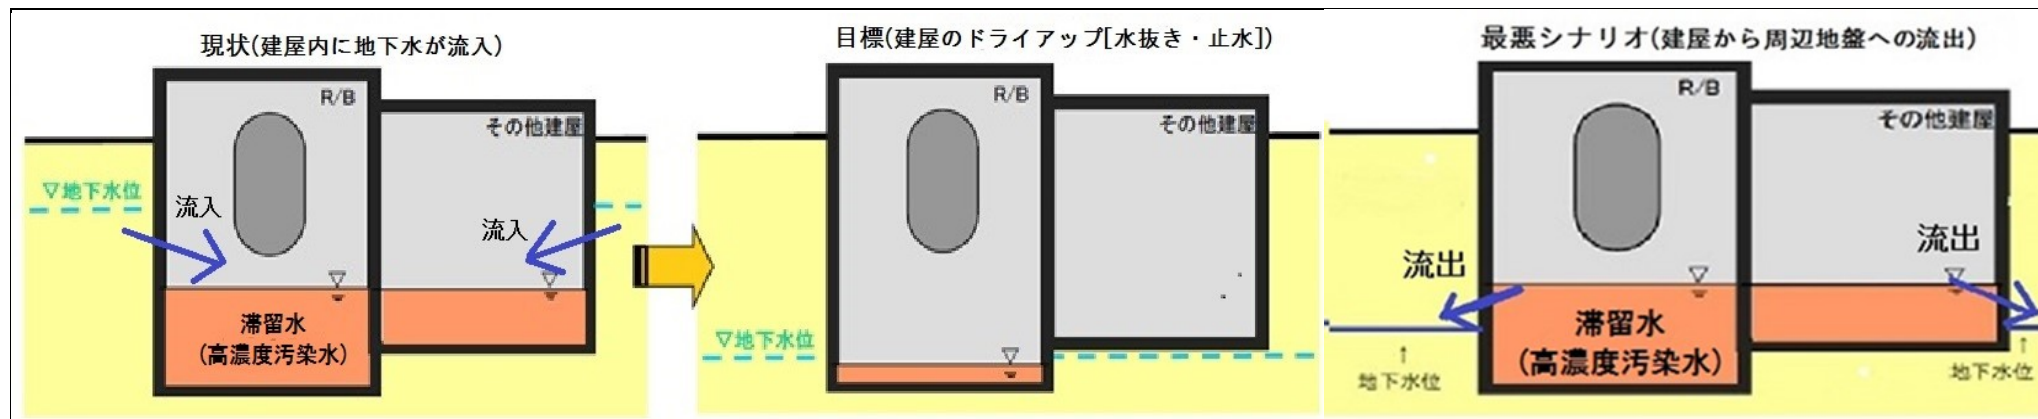 現状(建屋内に地下水が流入)
R/B
その他建屋
▽地下水位
流入
流入
滞留水
(高濃度汚染水)
目標(建屋のドライアップ[水抜き・止水])
R/B
その他建屋
▽地下水位
最悪シナリオ(建屋から周辺地盤への流出)
R/B
その他建屋
流出
流出
滞留水
(高濃度汚染水)
↑
地下水位
↑
地下水位